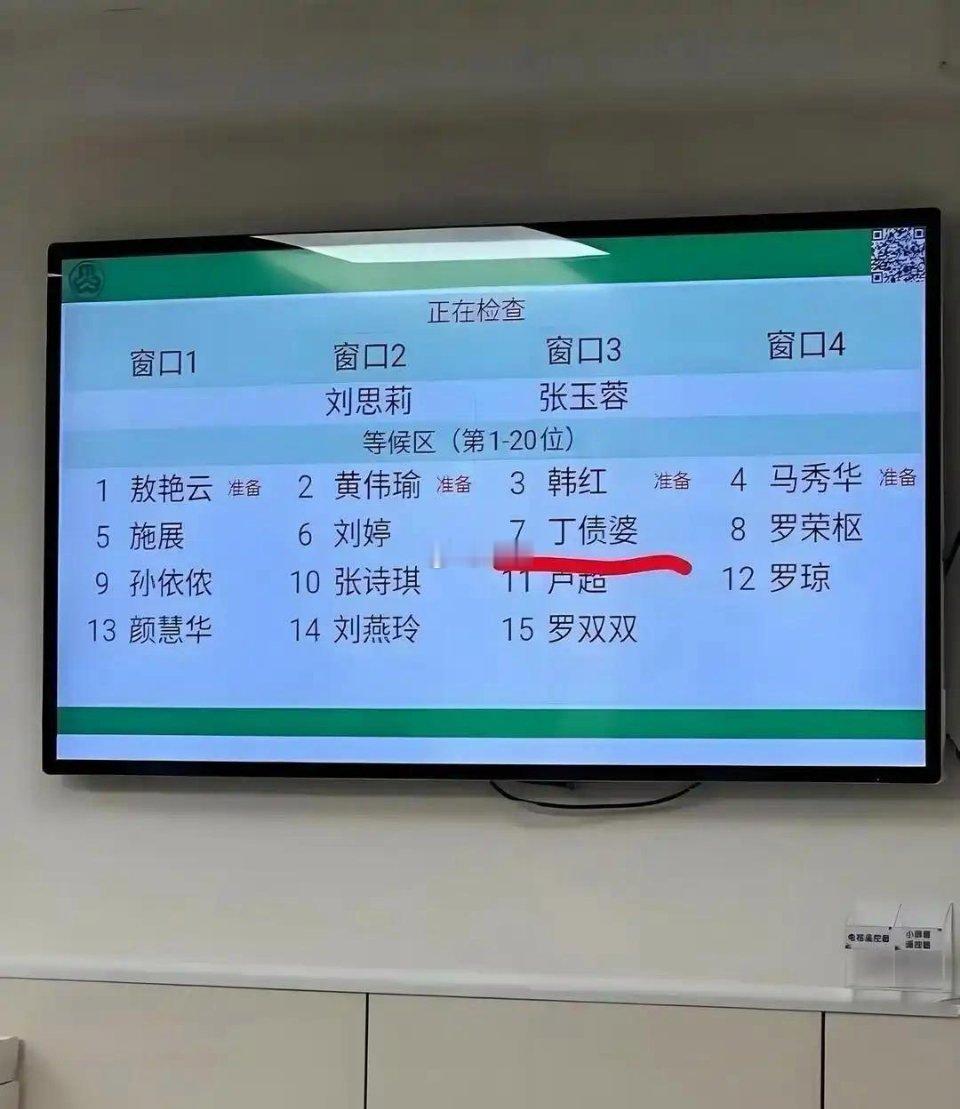 正在检查
窗口1 窗口2 窗口3 窗口4
刘思莉 张玉蓉
等候区（第1-20位）
1 敖艳云 准备 2 黄伟瑜 准备 3 韩红 准备 4 马秀华 准备
5 施展 6 刘婷 7 丁债婆 8 罗荣枢
9 孙依侬 10 张诗琪 11 卢超 12 罗琼
13 颜慧华 14 刘燕玲 15 罗双双